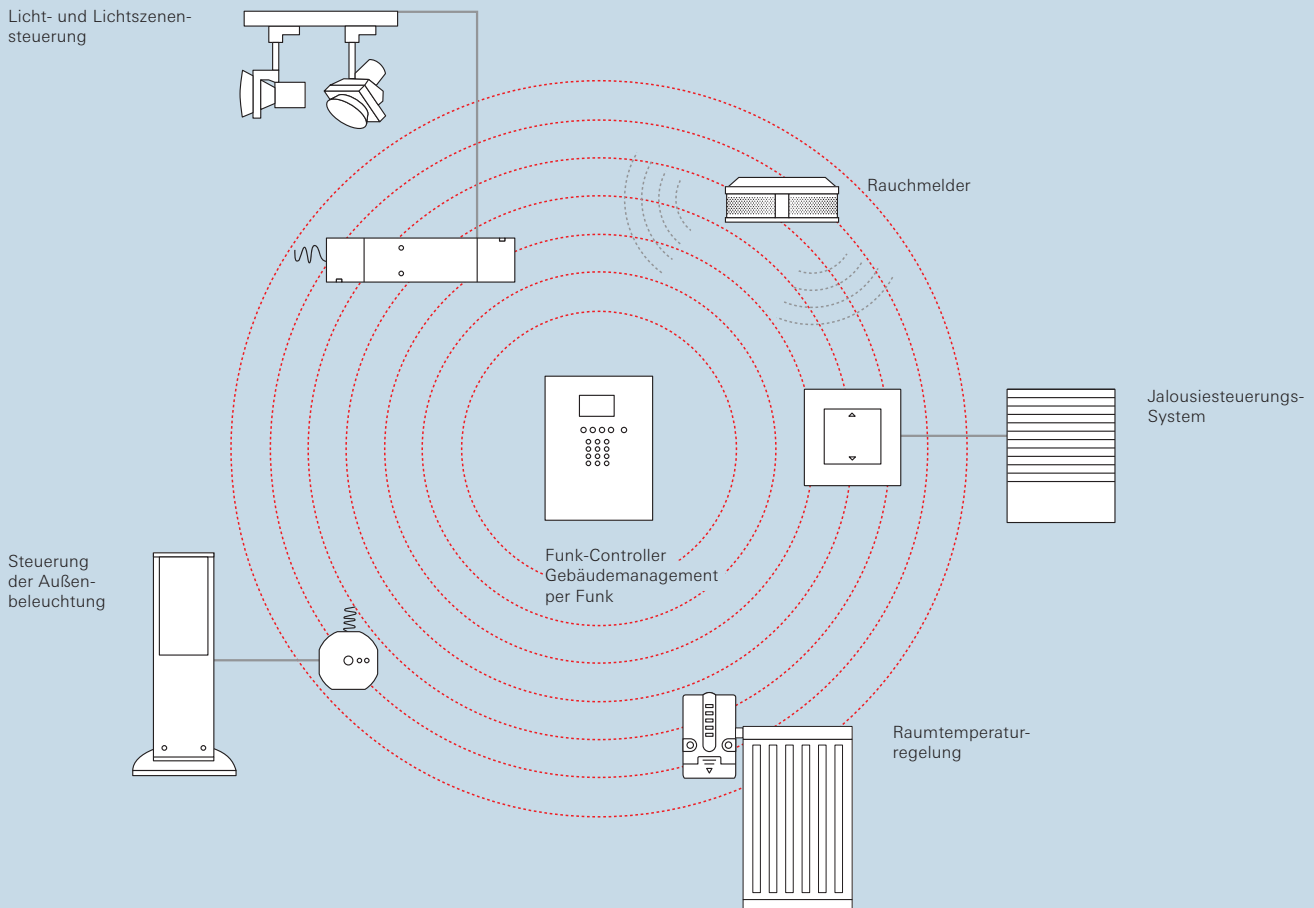 Licht- und Lichtszenen-
steuerung
Rauchmelder
Jalousiesteuerungs-
System
Funk-Controller
Gebäudemanagement
per Funk
Steuerung
der Außen-
beleuchtung
Raumtemperatur-
regelung